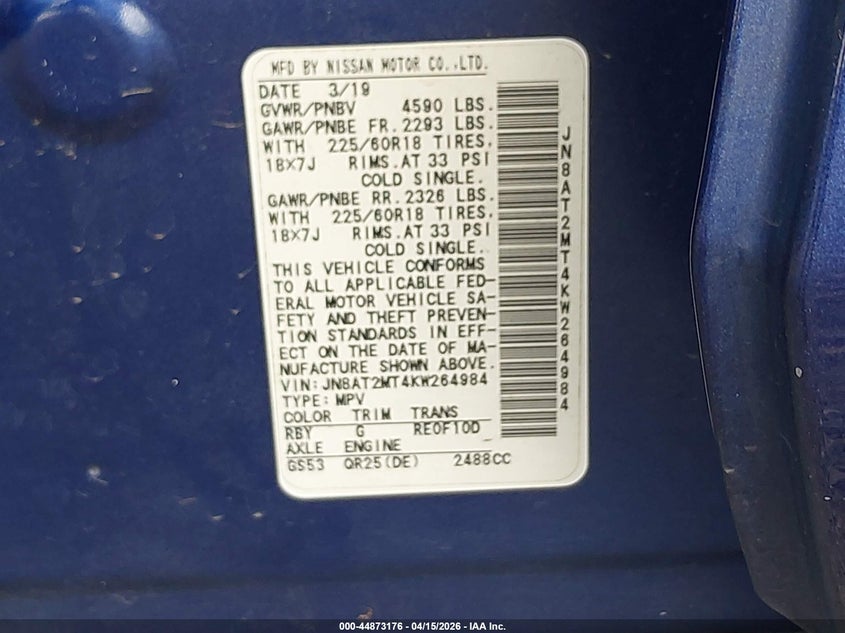 MFD BY NISSAN MOTOR CO.,LTD.
DATE 3/19
GVWR/PNBV 4590 LBS.
GAWR/PNBE FR.2293 LBS.
WITH 225/60R18 TIRES,
18X7J RIMS.AT 33 PSI
COLD SINGLE.
GAWR/PNBE RR.2326 LBS.
WITH 225/60R18 TIRES,
18X7J RIMS.AT 33 PSI
COLD SINGLE.
THIS VEHICLE CONFORMS
TO ALL APPLICABLE FED-
ERAL MOTOR VEHICLE SA-
FETY AND THEFT PREVEN-
TION STANDARDS IN EFF-
ECT ON THE DATE OF MA-
NUFACTURE SHOWN ABOVE.
VIN:JN8AT2MT4KW264984
TYPE:MPV
COLOR TRIM TRANS
RBY G RE0F10D
AXLE ENGINE
GS53 QR25(DE) 2488CC
JN8AT2MT4KW264984
000-44873176 - 04/15/2026 - IAA Inc.